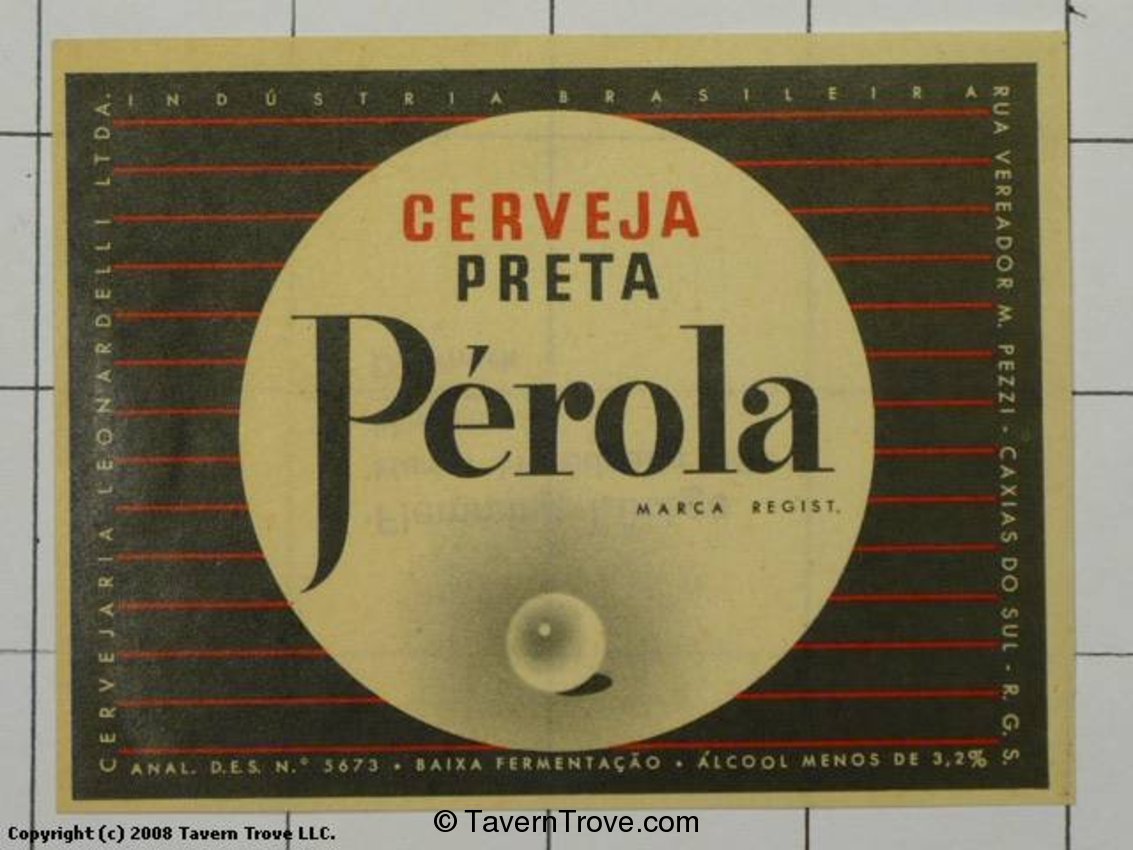 INDÚSTRIA BRASILEIRA
CERVEJARIA LEONARDELLI LTDA.
RUA VEREADOR M. PEZZI - CAXIAS DO SUL - R. G. S.
CERVEJA
PRETA
Pérola
MARCA REGIST.
ANAL. D.E.S. N.º 5673 • BAIXA FERMENTAÇÃO • ÁLCOOL MENOS DE 3,2%
© TavernTrove.com
Copyright (c) 2008 Tavern Trove LLC.